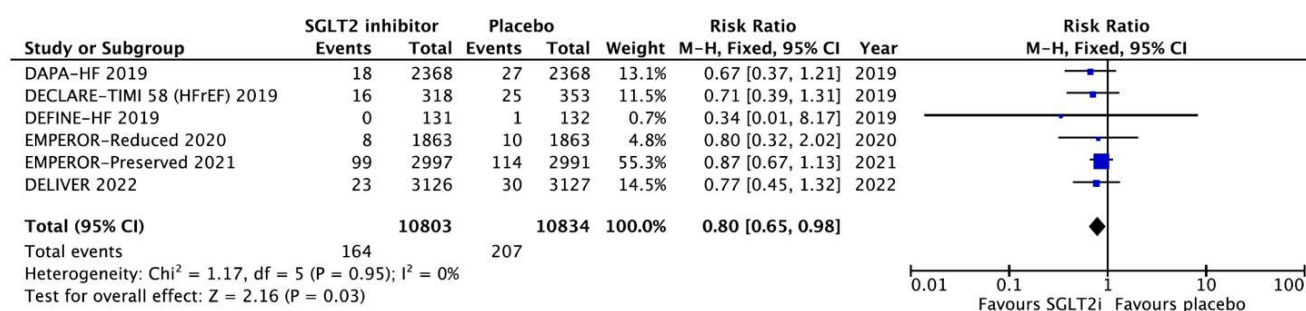 SGLT2 inhibitor Placebo Risk Ratio Risk Ratio
Study or Subgroup Events Total Events Total Weight M-H, Fixed, 95% CI Year M-H, Fixed, 95% CI
DAPA-HF 2019 18 2368 27 2368 13.1% 0.67 [0.37, 1.21] 2019
DECLARE-TIMI 58 (HFrEF) 2019 16 318 25 353 11.5% 0.71 [0.39, 1.31] 2019
DEFINE-HF 2019 0 131 1 132 0.7% 0.34 [0.01, 8.17] 2019
EMPEROR-Reduced 2020 8 1863 10 1863 4.8% 0.80 [0.32, 2.02] 2020
EMPEROR-Preserved 2021 99 2997 114 2991 55.3% 0.87 [0.67, 1.13] 2021
DELIVER 2022 23 3126 30 3127 14.5% 0.77 [0.45, 1.32] 2022
Total (95% CI) 10803 10834 100.0% 0.80 [0.65, 0.98]
Total events 164 207
Heterogeneity: Chi² = 1.17, df = 5 (P = 0.95); I² = 0%
Test for overall effect: Z = 2.16 (P = 0.03)
0.01 0.1 1 10 100
Favours SGLT2i Favours placebo